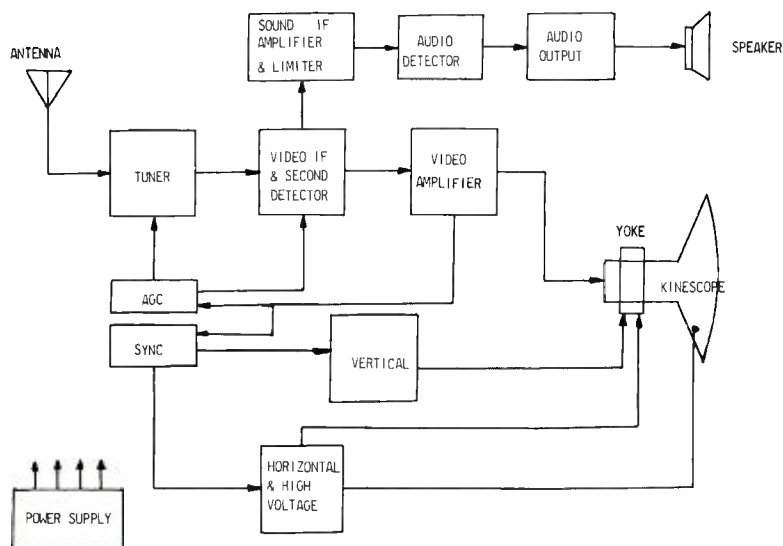 SOUND IF
AMPLIFIER
& LIMITER
AUDIO
DETECTOR
AUDIO
OUTPUT
SPEAKER
ANTENNA
TUNER
VIDEO IF
& SECOND
DETECTOR
VIDEO
AMPLIFIER
YOKE
KINESCOPE
AGC
SYNC
VERTICAL
HORIZONTAL
& HIGH
VOLTAGE
POWER SUPPLY